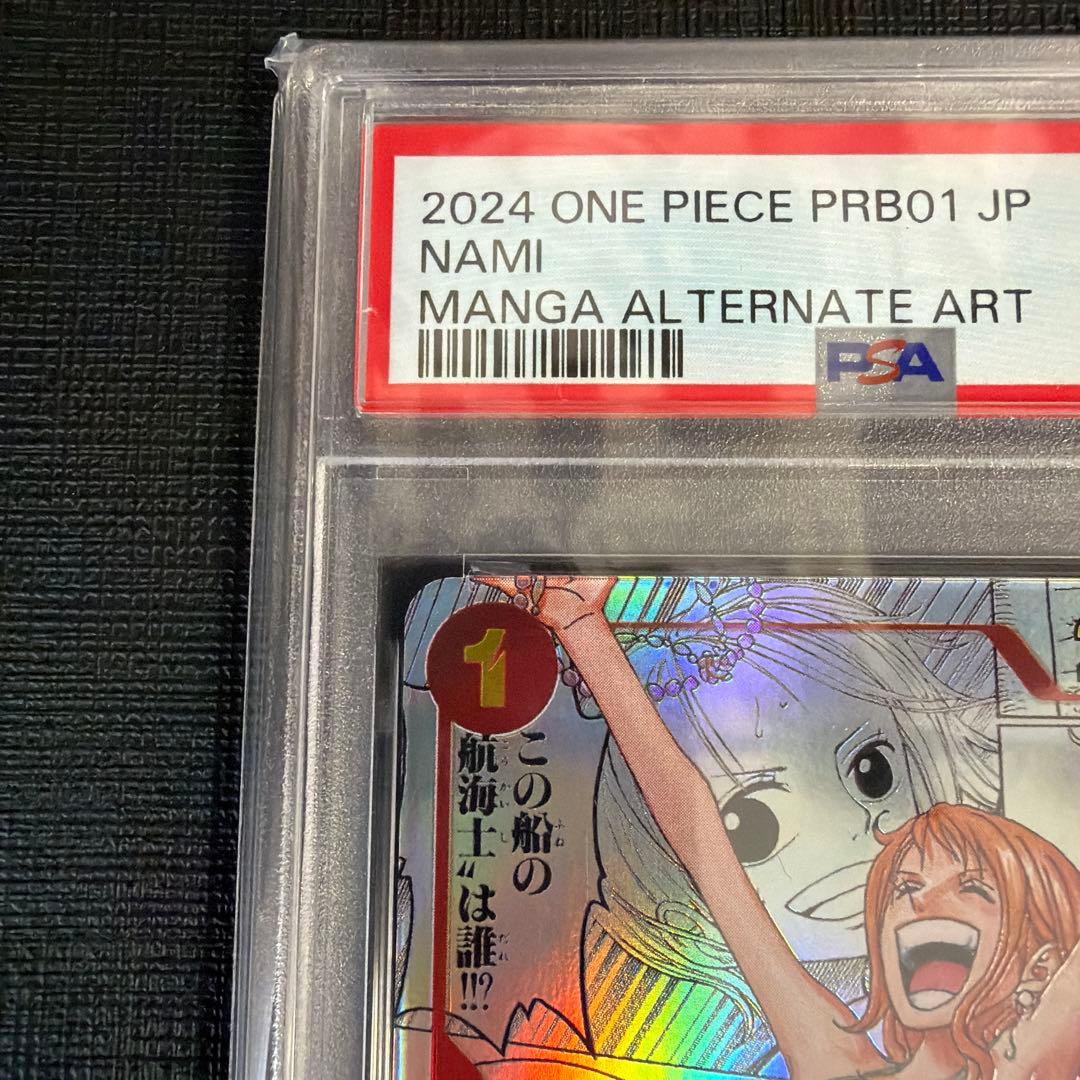 2024 ONE PIECE PRB01 JP
NAMI
MANGA ALTERNATE ART
PSA
1
この船の
航海士〟は誰!!?